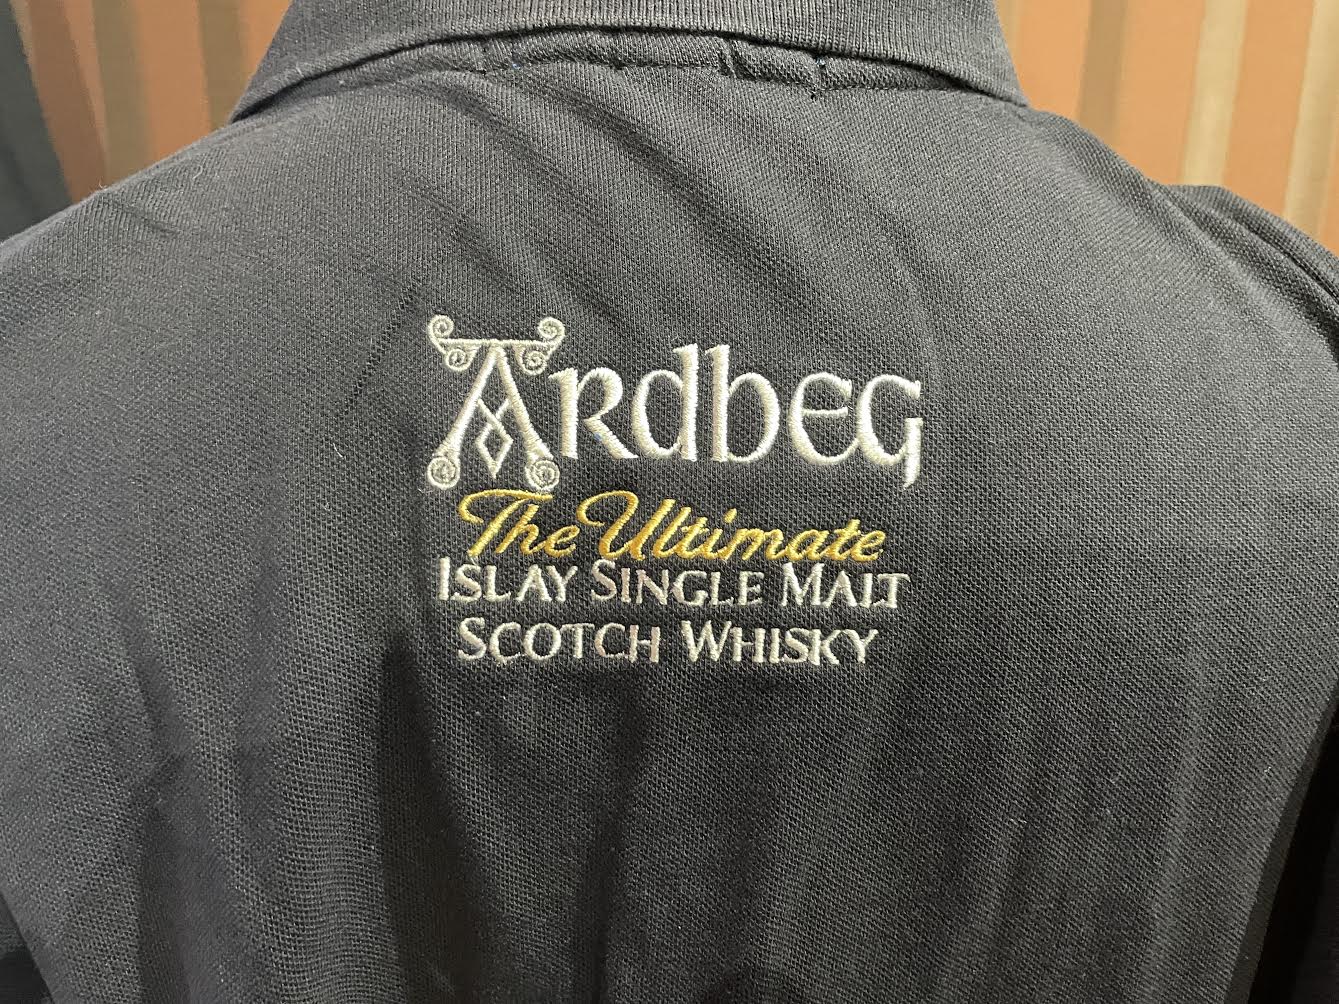 Ardbeg
The Ultimate
ISLAY SINGLE MALT
SCOTCH WHISKY